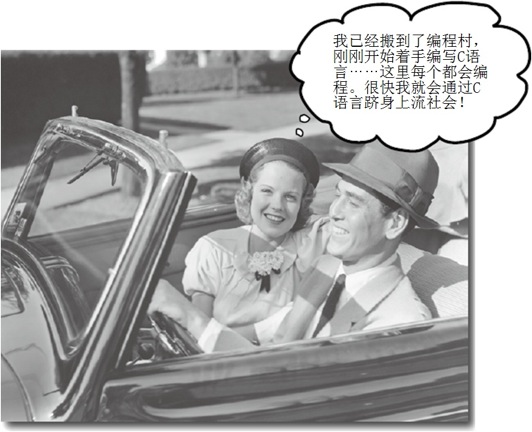 我已经搬到了编程村，
刚刚开始着手编写C语
言……这里每个都会编
程。很快我就会通过C
语言跻身上流社会！